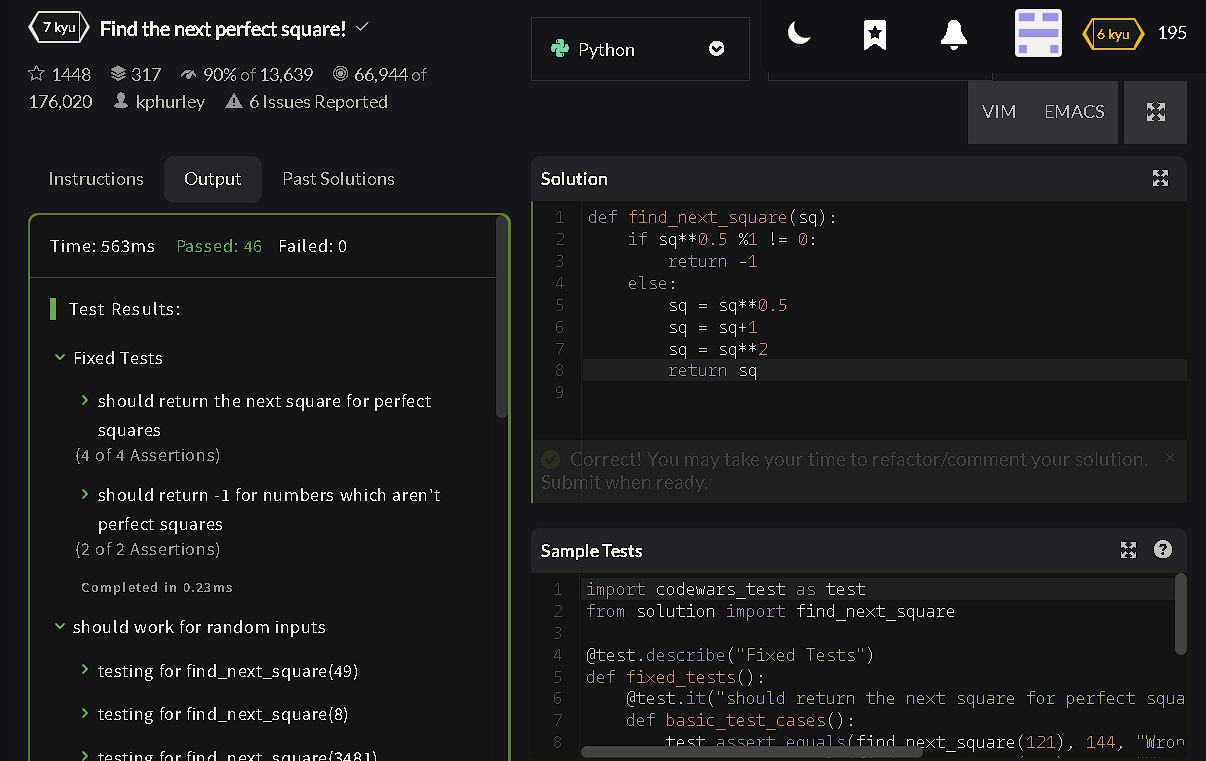 7 kyu
Find the next perfect square!
1448 317 90% of 13,639 66,944 of
176,020 kphurley 6 Issues Reported
Python
6 kyu
195
VIM EMACS
Instructions Output Past Solutions
Time: 563ms Passed: 46 Failed: 0
Test Results:
Fixed Tests
should return the next square for perfect
squares
(4 of 4 Assertions)
should return -1 for numbers which aren't
perfect squares
(2 of 2 Assertions)
Completed in 0.23ms
should work for random inputs
testing for find_next_square(49)
testing for find_next_square(8)
testing for find_next_square(3481)
Solution
1 def find_next_square(sq):
2 if sq**0.5 %1 != 0:
3 return -1
4 else:
5 sq = sq**0.5
6 sq = sq+1
7 sq = sq**2
8 return sq
9
Correct! You may take your time to refactor/comment your solution. ×
Submit when ready.
Sample Tests
?
1 import codewars_test as test
2 from solution import find_next_square
3
4 @test.describe("Fixed Tests")
5 def fixed_tests():
6 @test.it("should return the next square for perfect squa
7 def basic_test_cases():
8 test.assert_equals(find_next_square(121), 144, "Wron